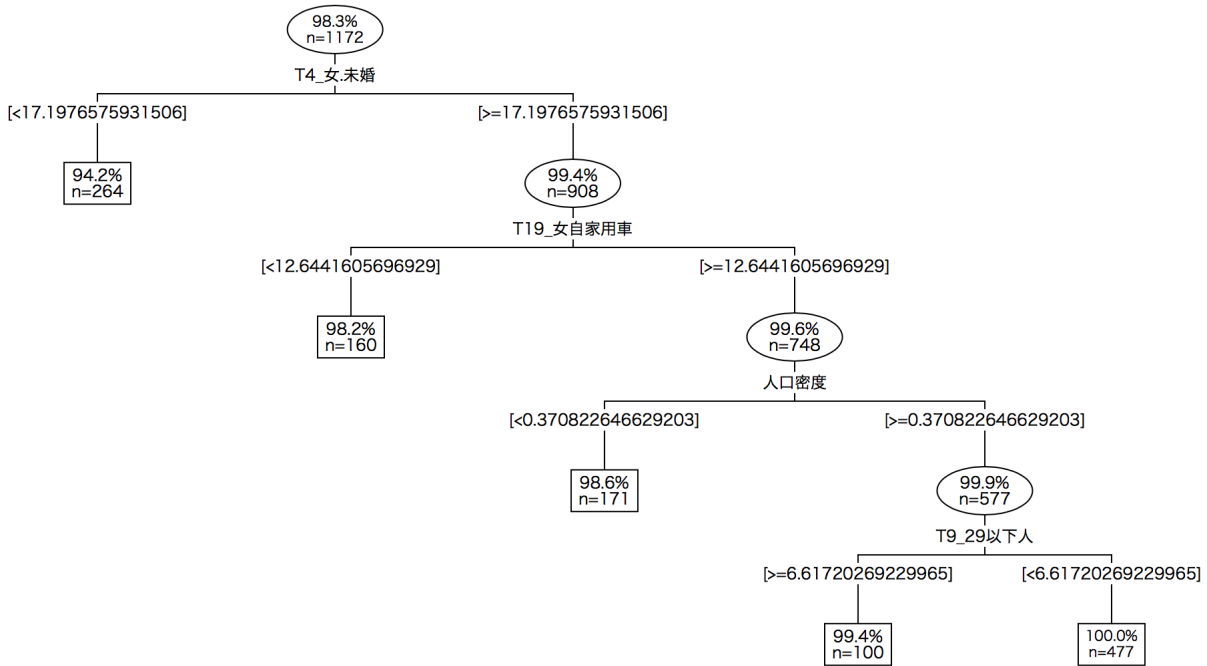 98.3%
n=1172
T4_女.未婚
[<17.1976575931506]
[>=17.1976575931506]
94.2%
n=264
99.4%
n=908
T19_女自家用車
[<12.6441605696929]
[>=12.6441605696929]
98.2%
n=160
99.6%
n=748
人口密度
[<0.370822646629203]
[>=0.370822646629203]
98.6%
n=171
99.9%
n=577
T9_29以下人
[>=6.61720269229965]
[<6.61720269229965]
99.4%
n=100
100.0%
n=477